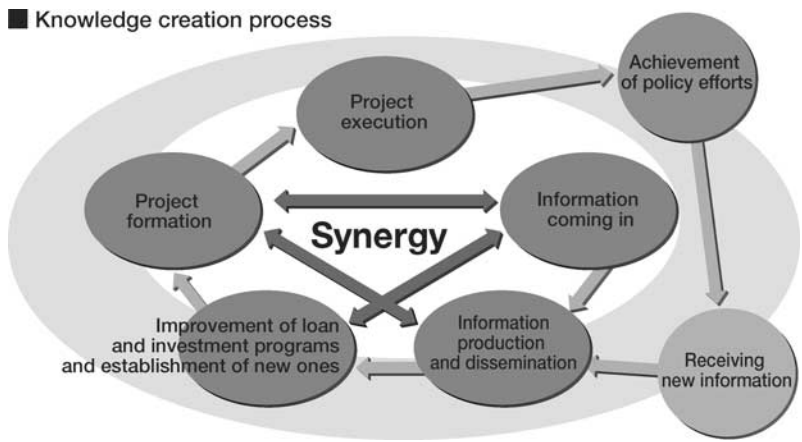 Knowledge creation process
Achievement
of policy efforts
Project
execution
Project
formation
Information
coming in
Synergy
Improvement of loan
and investment programs
and establishment of new ones
Information
production
and dissemination
Receiving
new information